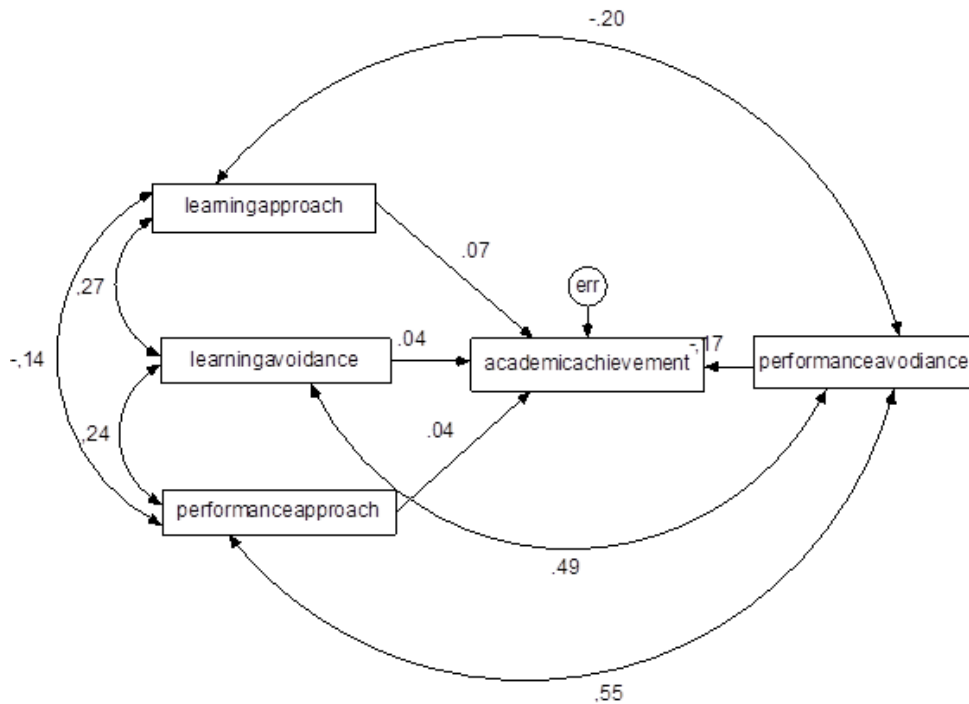 -.20
learningapproach
.07
,27
err
-,14
.04
-,17
learningavoidance
academicachievement
performanceavodiance
,24
.04
performanceapproach
.49
,55